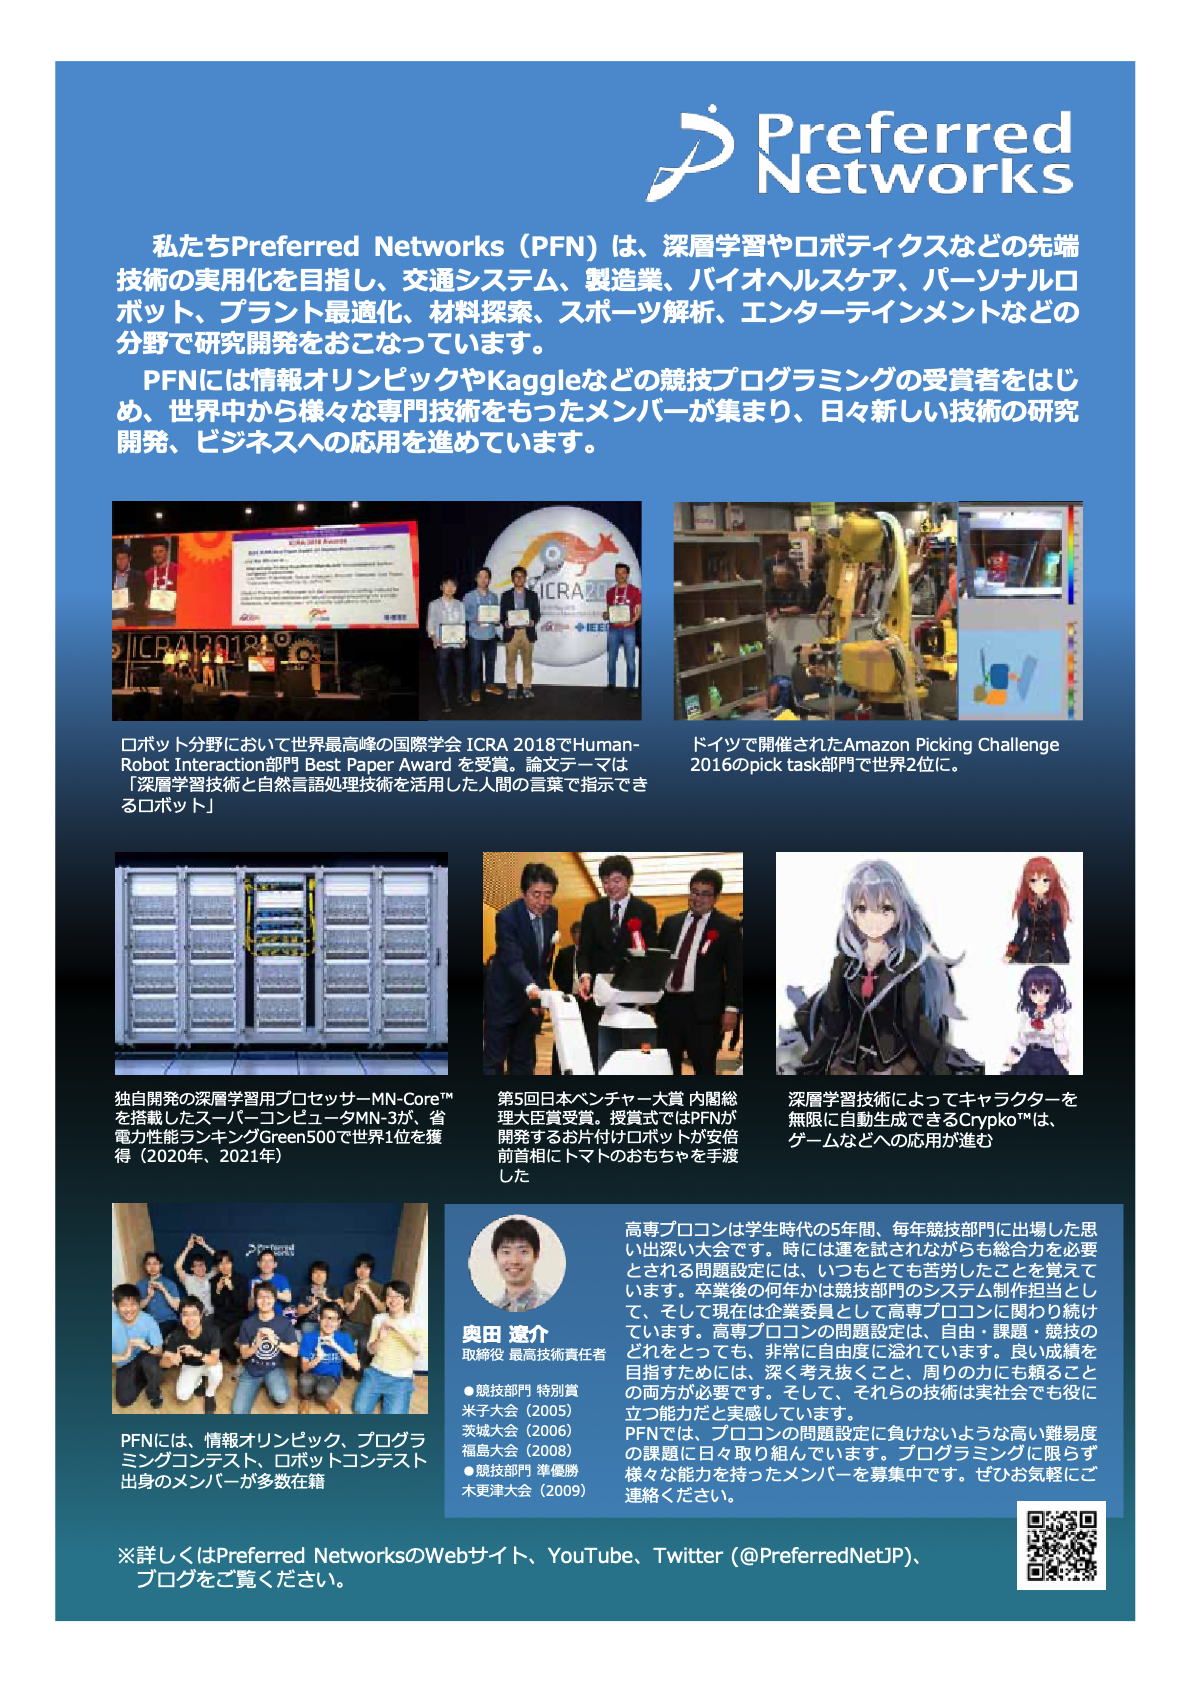 Preferred
Networks
私たちPreferred Networks（PFN）は、深層学習やロボティクスなどの先端
技術の実用化を目指し、交通システム、製造業、バイオヘルスケア、パーソナルロ
ボット、プラント最適化、材料探索、スポーツ解析、エンターテインメントなどの
分野で研究開発をおこなっています。
PFNには情報オリンピックやKaggleなどの競技プログラミングの受賞者をはじ
め、世界中から様々な専門技術をもったメンバーが集まり、日々新しい技術の研究
開発、ビジネスへの応用を進めています。
ICRA 2018 Awards
ICRA 2018
ICRA20
IEEE
ロボット分野において世界最高峰の国際学会 ICRA 2018でHuman-
Robot Interaction部門 Best Paper Award を受賞。論文テーマは
「深層学習技術と自然言語処理技術を活用した人間の言葉で指示でき
るロボット」
ドイツで開催されたAmazon Picking Challenge
2016のpick task部門で世界2位に。
独自開発の深層学習用プロセッサーMN-Core™
を搭載したスーパーコンピュータMN-3が、省
電力性能ランキングGreen500で世界1位を獲
得（2020年、2021年）
第5回日本ベンチャー大賞 内閣総
理大臣賞受賞。授賞式ではPFNが
開発するお片付けロボットが安倍
前首相にトマトのおもちゃを手渡
した
深層学習技術によってキャラクターを
無限に自動生成できるCrypko™は、
ゲームなどへの応用が進む
Preferred
Networks
PFNには、情報オリンピック、プログラ
ミングコンテスト、ロボットコンテスト
出身のメンバーが多数在籍
奥田 遼介
取締役 最高技術責任者
●競技部門 特別賞
米子大会（2005）
茨城大会（2006）
福島大会（2008）
●競技部門 準優勝
木更津大会（2009）
高専プロコンは学生時代の5年間、毎年競技部門に出場した思
い出深い大会です。時には運を試されながらも総合力を必要
とされる問題設定には、いつもとても苦労したことを覚えて
います。卒業後の何年かは競技部門のシステム制作担当とし
て、そして現在は企業委員として高専プロコンに関わり続け
ています。高専プロコンの問題設定は、自由・課題・競技の
どれをとっても、非常に自由度に溢れています。良い成績を
目指すためには、深く考え抜くこと、周りの力にも頼ること
の両方が必要です。そして、それらの技術は実社会でも役に
立つ能力だと実感しています。
PFNでは、プロコンの問題設定に負けないような高い難易度
の課題に日々取り組んでいます。プログラミングに限らず
様々な能力を持ったメンバーを募集中です。ぜひお気軽にご
連絡ください。
※詳しくはPreferred NetworksのWebサイト、YouTube、Twitter (@PreferredNetJP)、
ブログをご覧ください。